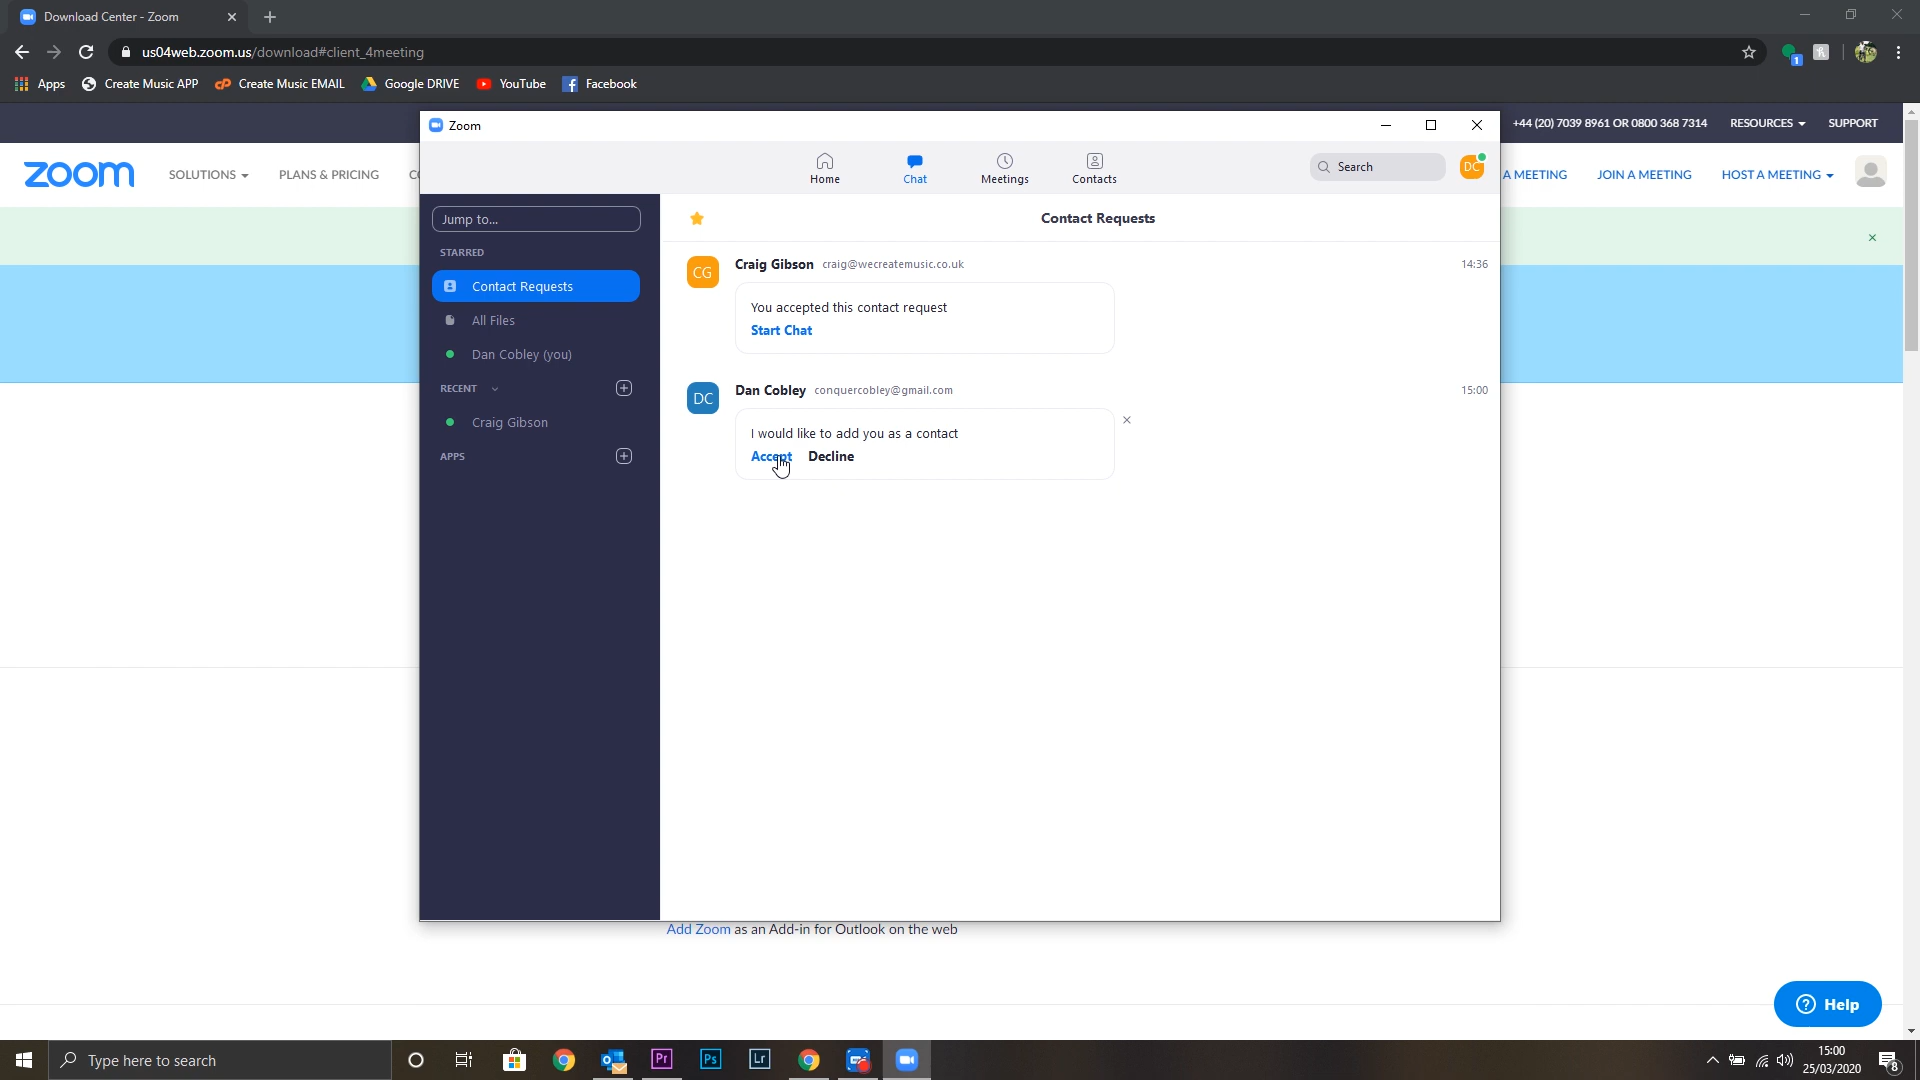 Download Center - Zoom
us04web.zoom.us/download#client_4meeting
Apps
Create Music APP
Create Music EMAIL
Google DRIVE
YouTube
Facebook
1
+44 (20) 7039 8961 OR 0800 368 7314
RESOURCES
SUPPORT
zoom
SOLUTIONS
PLANS & PRICING
A MEETING
JOIN A MEETING
HOST A MEETING
Zoom
Home
Chat
Meetings
Contacts
Search
DC
Jump to...
STARRED
Contact Requests
All Files
Dan Cobley (you)
RECENT
Craig Gibson
APPS
Contact Requests
CG
Craig Gibson craig@wecreatemusic.co.uk
14:36
You accepted this contact request
Start Chat
DC
Dan Cobley conquercobley@gmail.com
15:00
I would like to add you as a contact
Accept Decline
Add Zoom as an Add-in for Outlook on the web
Help
Type here to search
Pr
Ps
Lr
15:00
25/03/2020
8